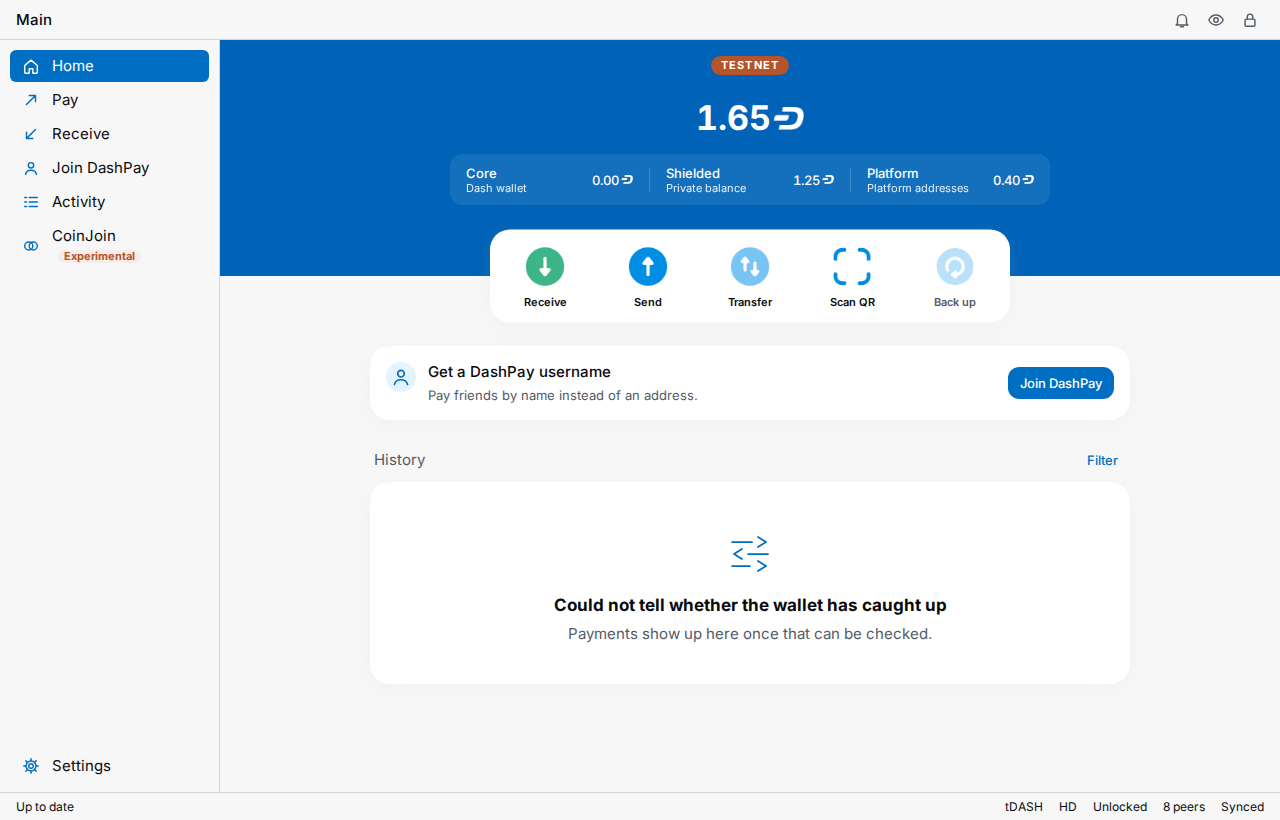 Main
Home
Pay
Receive
Join DashPay
Activity
CoinJoin
Experimental
Settings
TESTNET
1.65
Core
Dash wallet
0.00
Shielded
Private balance
1.25
Platform
Platform addresses
0.40
Receive
Send
Transfer
Scan QR
Back up
Get a DashPay username
Pay friends by name instead of an address.
Join DashPay
History
Filter
Could not tell whether the wallet has caught up
Payments show up here once that can be checked.
Up to date
tDASH
HD
Unlocked
8 peers
Synced